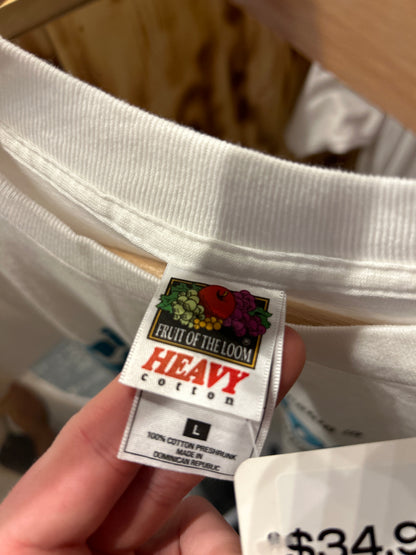 FRUIT OF THE LOOM
HEAVY
cotton
L
100% COTTON PRESHRUNK
MADE IN
DOMINICAN REPUBLIC
$34.9